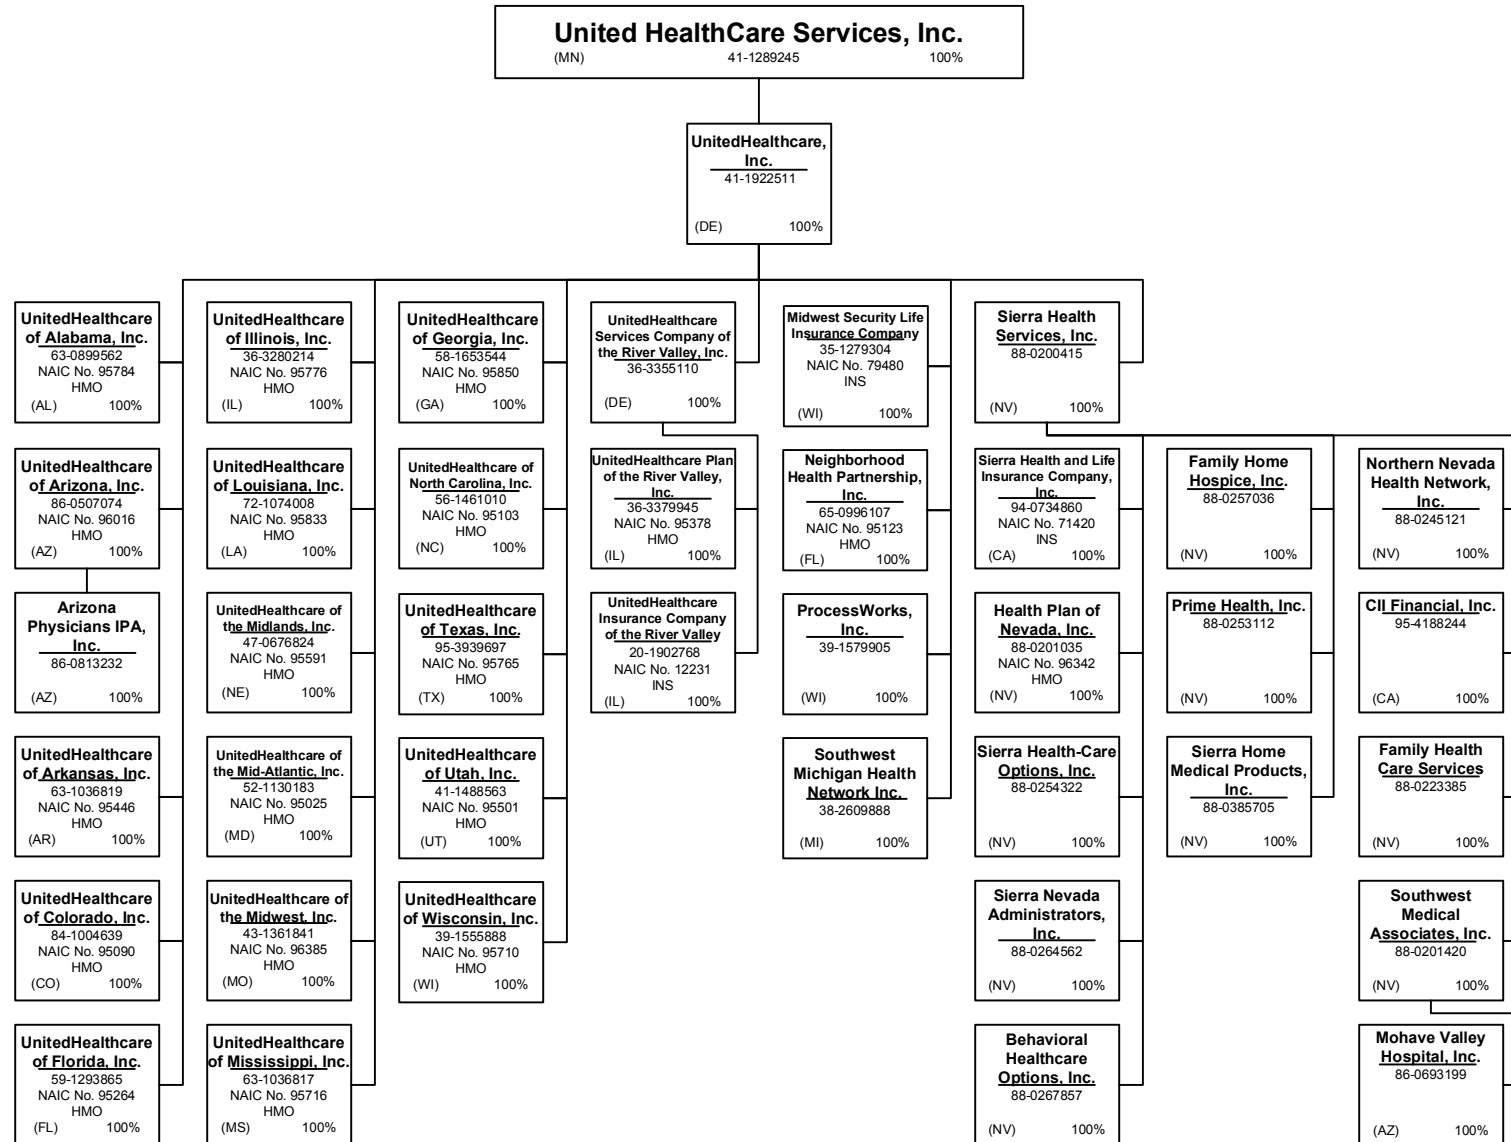 United HealthCare Services, Inc.
(MN) 41-1289245 100%
UnitedHealthcare,
Inc.
41-1922511
(DE) 100%
UnitedHealthcare
of Alabama, Inc.
63-0899562
NAIC No. 95784
HMO
(AL) 100%
UnitedHealthcare
of Illinois, Inc.
36-3280214
NAIC No. 95776
HMO
(IL) 100%
UnitedHealthcare
of Georgia, Inc.
58-1653544
NAIC No. 95850
HMO
(GA) 100%
UnitedHealthcare
Services Company of
the River Valley, Inc.
36-3355110
(DE) 100%
Midwest Security Life
Insurance Company
35-1279304
NAIC No. 79480
INS
(WI) 100%
Sierra Health
Services, Inc.
88-0200415
(NV) 100%
UnitedHealthcare
of Arizona, Inc.
86-0507074
NAIC No. 96016
HMO
(AZ) 100%
UnitedHealthcare
of Louisiana, Inc.
72-1074008
NAIC No. 95833
HMO
(LA) 100%
UnitedHealthcare of
North Carolina, Inc.
56-1461010
NAIC No. 95103
HMO
(NC) 100%
UnitedHealthcare Plan
of the River Valley,
Inc.
36-3379945
NAIC No. 95378
HMO
(IL) 100%
Neighborhood
Health Partnership,
Inc.
65-0996107
NAIC No. 95123
HMO
(FL) 100%
Sierra Health and Life
Insurance Company,
Inc.
94-0734860
NAIC No. 71420
INS
(CA) 100%
Family Home
Hospice, Inc.
88-0257036
(NV) 100%
Northern Nevada
Health Network,
Inc.
88-0245121
(NV) 100%
Arizona
Physicians IPA,
Inc.
86-0813232
(AZ) 100%
UnitedHealthcare of
the Midlands, Inc.
47-0676824
NAIC No. 95591
HMO
(NE) 100%
UnitedHealthcare
of Texas, Inc.
95-3939697
NAIC No. 95765
HMO
(TX) 100%
UnitedHealthcare
Insurance Company
of the River Valley
20-1902768
NAIC No. 12231
INS
(IL) 100%
ProcessWorks,
Inc.
39-1579905
(WI) 100%
Health Plan of
Nevada, Inc.
88-0201035
NAIC No. 96342
HMO
(NV) 100%
Prime Health, Inc.
88-0253112
(NV) 100%
CII Financial, Inc.
95-4188244
(CA) 100%
UnitedHealthcare
of Arkansas, Inc.
63-1036819
NAIC No. 95446
HMO
(AR) 100%
UnitedHealthcare of
the Mid-Atlantic, Inc.
52-1130183
NAIC No. 95025
HMO
(MD) 100%
UnitedHealthcare
of Utah, Inc.
41-1488563
NAIC No. 95501
HMO
(UT) 100%
Southwest
Michigan Health
Network Inc.
38-2609888
(MI) 100%
Sierra Health-Care
Options, Inc.
88-0254322
(NV) 100%
Sierra Home
Medical Products,
Inc.
88-0385705
(NV) 100%
Family Health
Care Services
88-0223385
(NV) 100%
UnitedHealthcare
of Colorado, Inc.
84-1004639
NAIC No. 95090
HMO
(CO) 100%
UnitedHealthcare of
the Midwest, Inc.
43-1361841
NAIC No. 96385
HMO
(MO) 100%
UnitedHealthcare
of Wisconsin, Inc.
39-1555888
NAIC No. 95710
HMO
(WI) 100%
Sierra Nevada
Administrators,
Inc.
88-0264562
(NV) 100%
Southwest
Medical
Associates, Inc.
88-0201420
(NV) 100%
UnitedHealthcare
of Florida, Inc.
59-1293865
NAIC No. 95264
HMO
(FL) 100%
UnitedHealthcare
of Mississippi, Inc.
63-1036817
NAIC No. 95716
HMO
(MS) 100%
Behavioral
Healthcare
Options, Inc.
88-0267857
(NV) 100%
Mohave Valley
Hospital, Inc.
86-0693199
(AZ) 100%